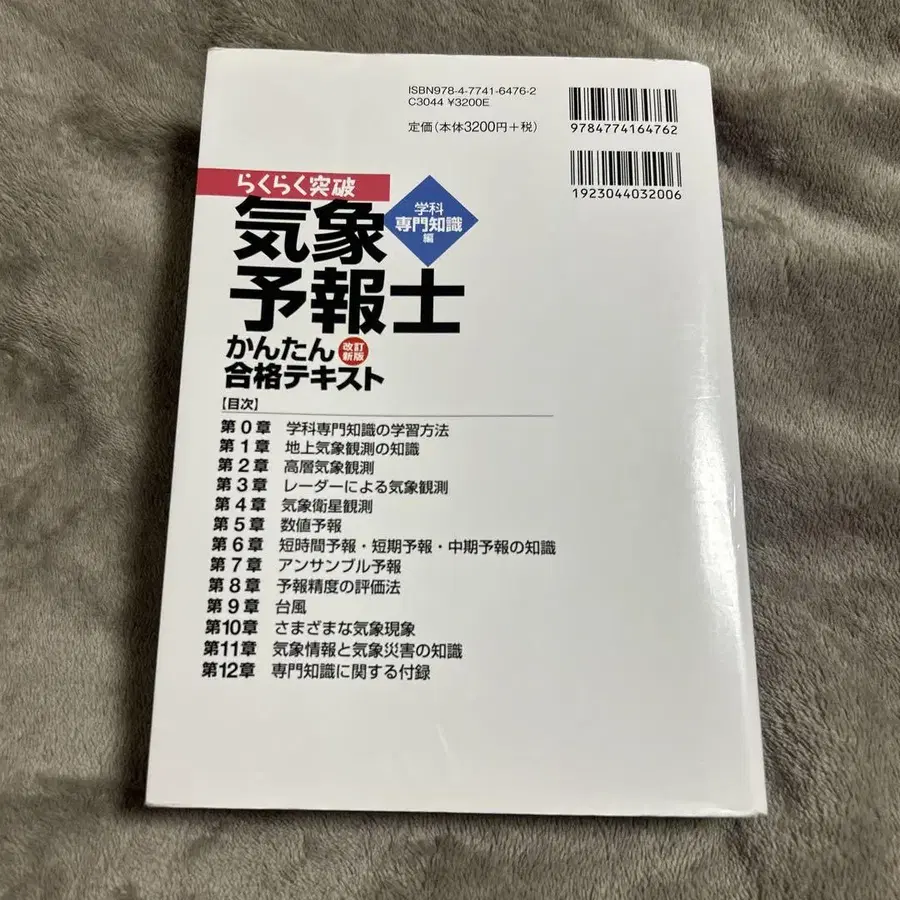 ISBN978-4-7741-6476-2
C3044 ¥3200E
定価(本体3200円+税)
9784774164762
1923044032006
らくらく突破
学科
専門知識
編
気象
予報士
かんたん
改訂
新版
合格テキスト
【目次】
第0章 学科専門知識の学習方法
第1章 地上気象観測の知識
第2章 高層気象観測
第3章 レーダーによる気象観測
第4章 気象衛星観測
第5章 数値予報
第6章 短時間予報・短期予報・中期予報の知識
第7章 アンサンブル予報
第8章 予報精度の評価法
第9章 台風
第10章 さまざまな気象現象
第11章 気象情報と気象災害の知識
第12章 専門知識に関する付録